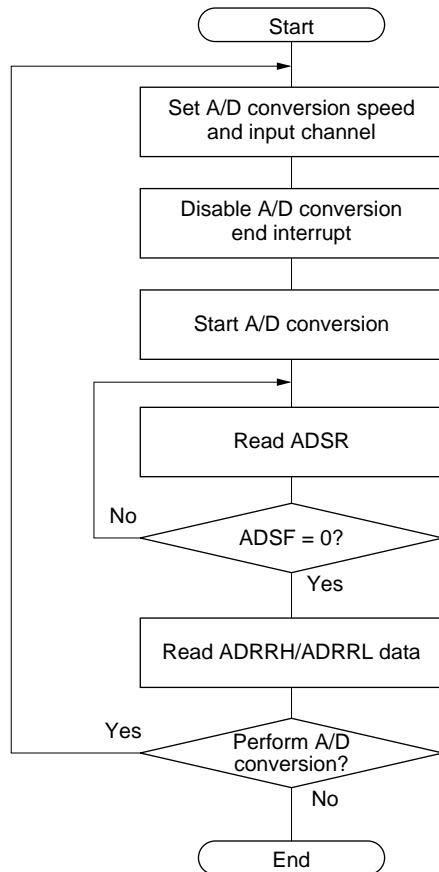 Start
Set A/D conversion speed
and input channel
Disable A/D conversion
end interrupt
Start A/D conversion
Read ADSR
No
ADSF = 0?
Yes
Read ADRRH/ADRRL data
Yes
Perform A/D
conversion?
No
End